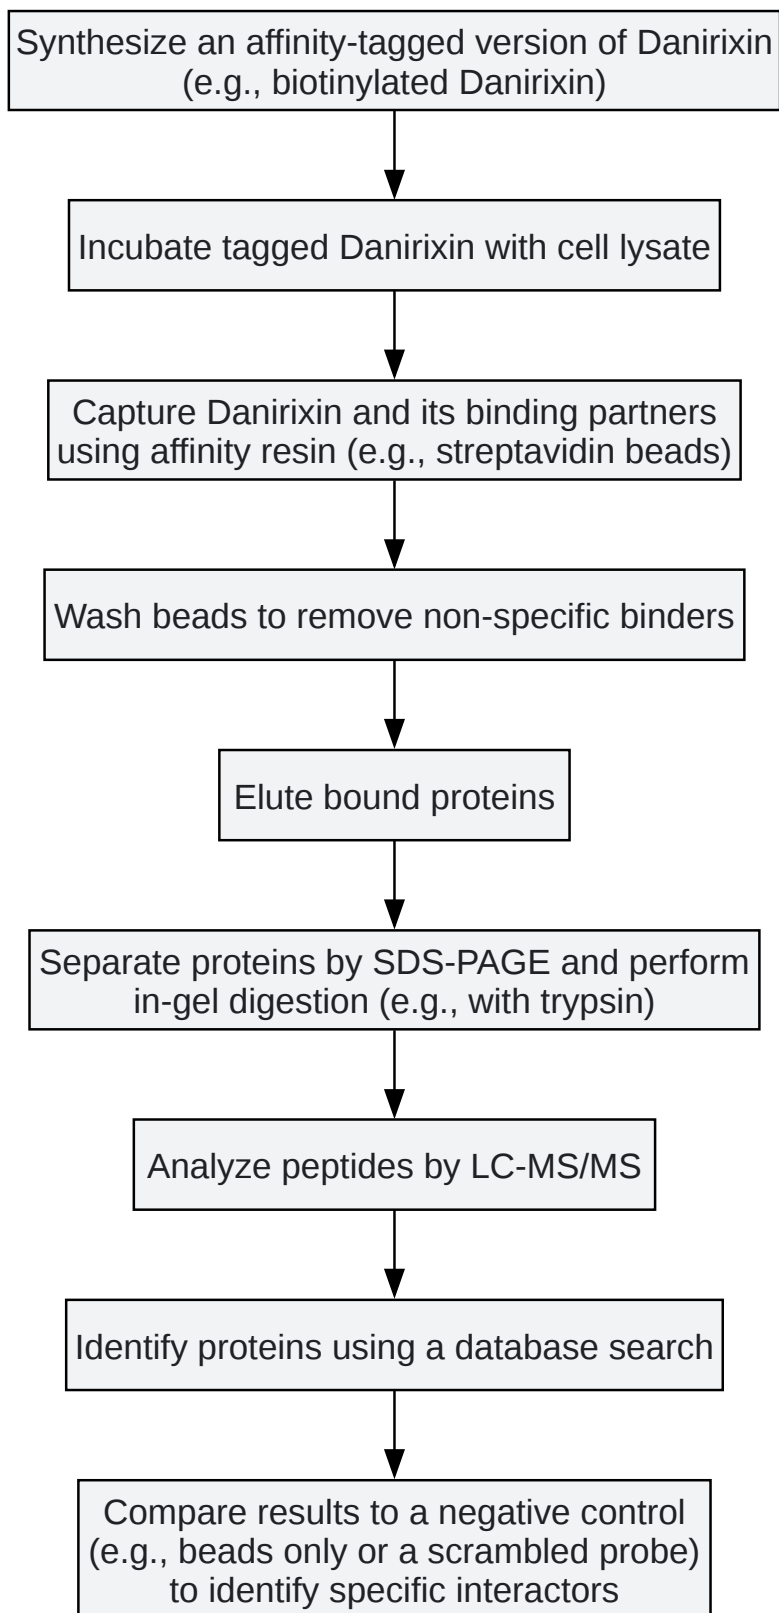 Synthesize an affinity-tagged version of Danirixin
(e.g., biotinylated Danirixin)
Incubate tagged Danirixin with cell lysate
Capture Danirixin and its binding partners
using affinity resin (e.g., streptavidin beads)
Wash beads to remove non-specific binders
Elute bound proteins
Separate proteins by SDS-PAGE and perform
in-gel digestion (e.g., with trypsin)
Analyze peptides by LC-MS/MS
Identify proteins using a database search
Compare results to a negative control
(e.g., beads only or a scrambled probe)
to identify specific interactors